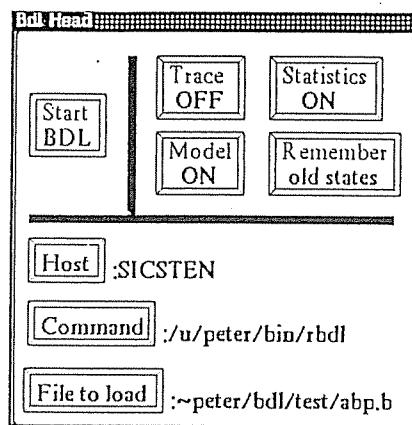 Bdl Head
Start
BDL
Trace
OFF
Statistics
ON
Model
ON
Remember
old states
Host :SICSTEN
Command :/u/peter/bin/rbdl
File to load :~peter/bdl/test/abp.b